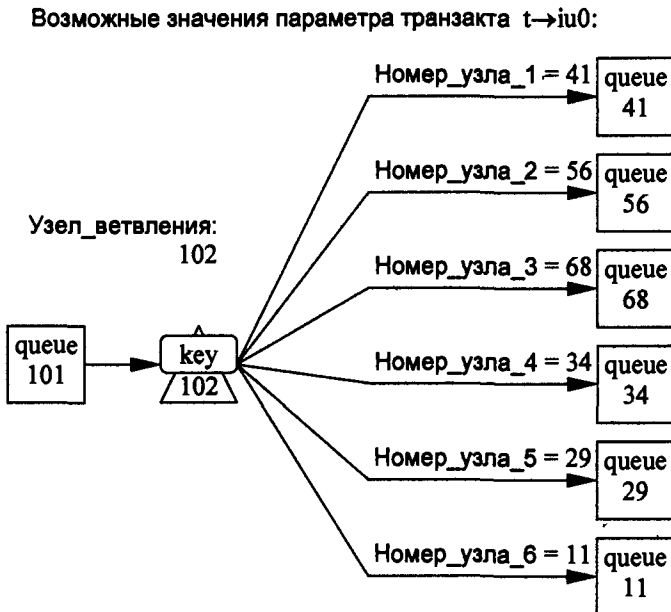 Возможные значения параметра транзакта t→iu0:
Номер_узла_1 = 41
queue
41
Номер_узла_2 = 56
queue
56
Узел_ветвления:
102
Номер_узла_3 = 68
queue
68
queue
101
key
102
Номер_узла_4 = 34
queue
34
Номер_узла_5 = 29
queue
29
Номер_узла_6 = 11
queue
11